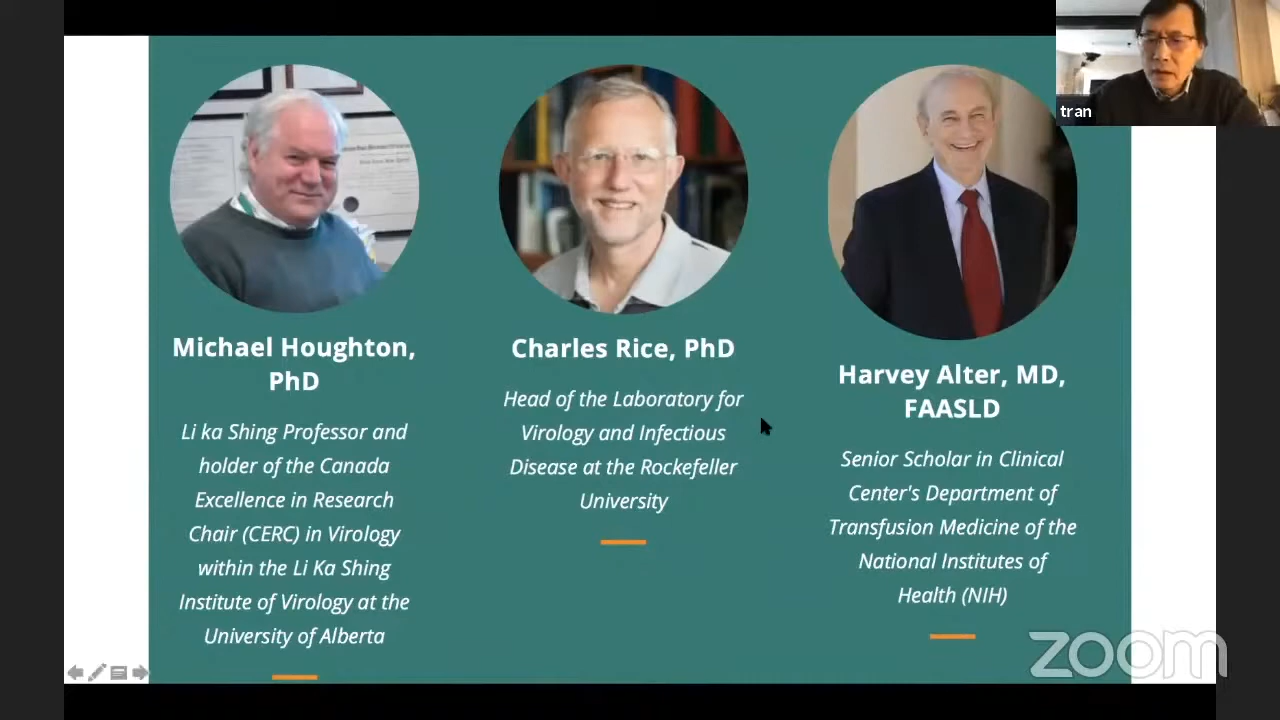 tran
Michael Houghton,
PhD
Li ka Shing Professor and
holder of the Canada
Excellence in Research
Chair (CERC) in Virology
within the Li Ka Shing
Institute of Virology at the
University of Alberta
Charles Rice, PhD
Head of the Laboratory for
Virology and Infectious
Disease at the Rockefeller
University
Harvey Alter, MD,
FAASLD
Senior Scholar in Clinical
Center's Department of
Transfusion Medicine of the
National Institutes of
Health (NIH)
zoom